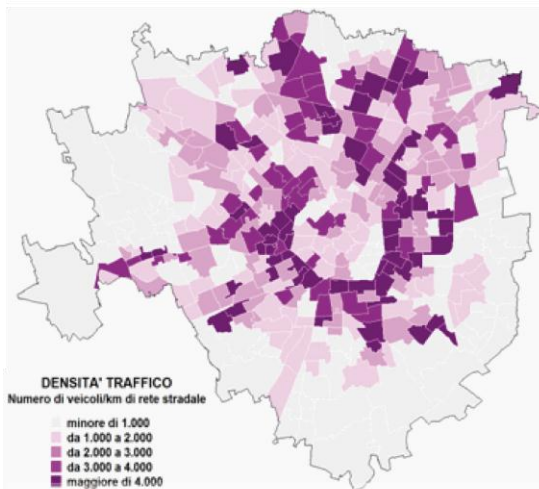 DENSITA' TRAFFICO
Numero di veicoli/km di rete stradale
minore di 1.000
da 1.000 a 2.000
da 2.000 a 3.000
da 3.000 a 4.000
maggiore di 4.000